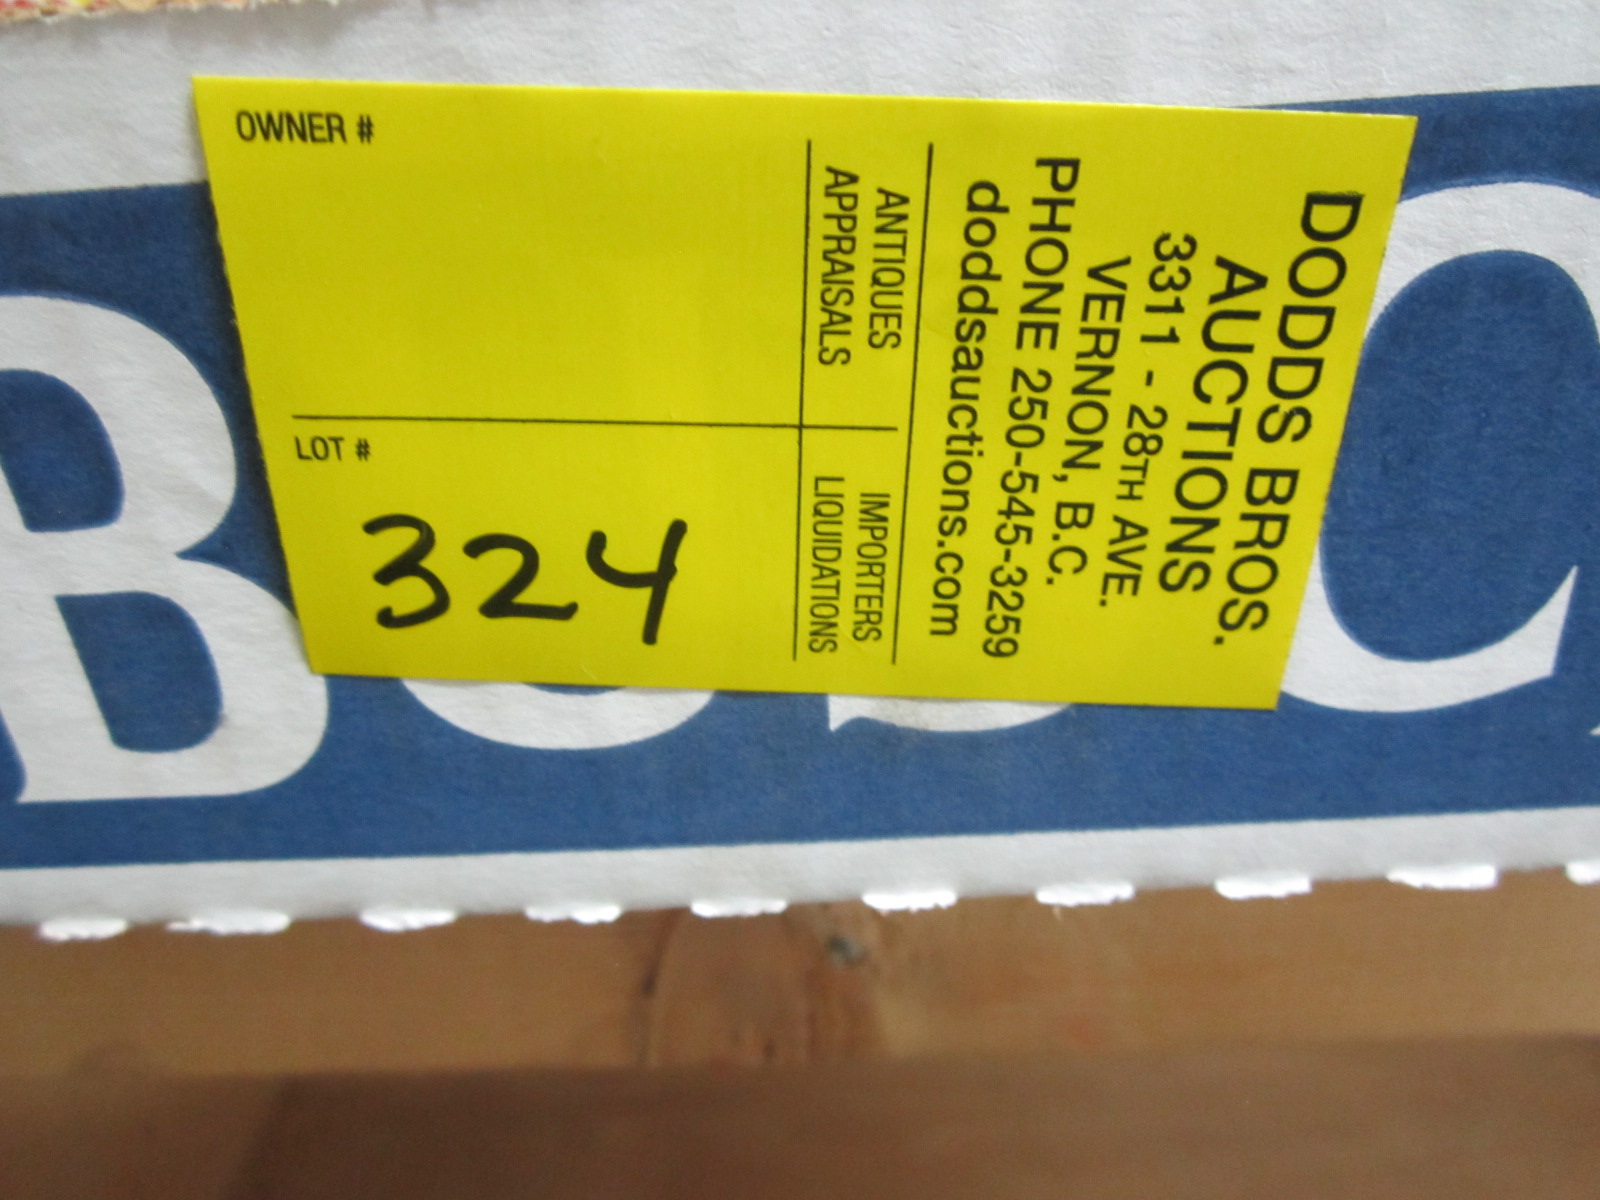 DODDS BROS.
AUCTIONS
3311 - 28TH AVE.
VERNON, B.C.
PHONE 250-545-3259
doddsauctions.com
ANTIQUES
APPRAISALS
IMPORTERS
LIQUIDATIONS
OWNER #
LOT #
324